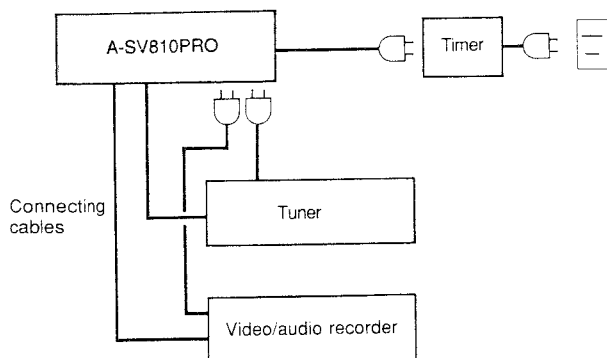 A-SV810PRO
Timer
Connecting
cables
Tuner
Video/audio recorder